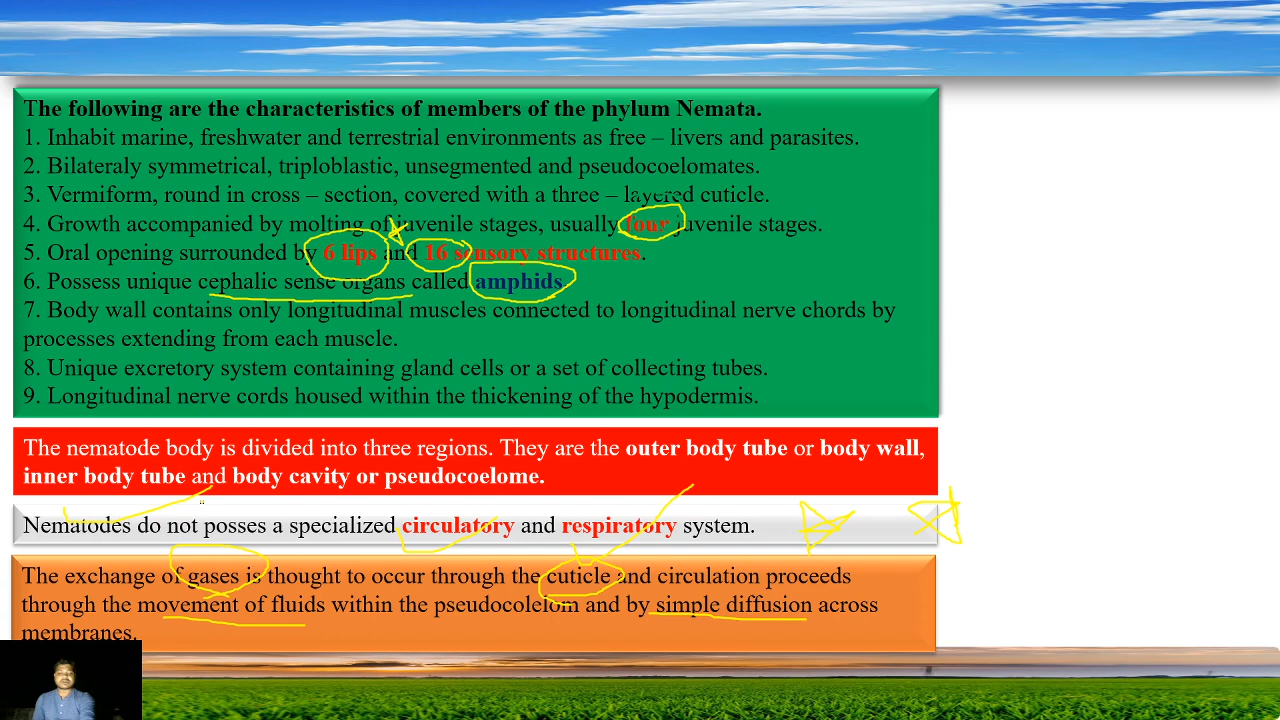 The following are the characteristics of members of the phylum Nemata.
1. Inhabit marine, freshwater and terrestrial environments as free – livers and parasites.
2. Bilateraly symmetrical, triploblastic, unsegmented and pseudocoelomates.
3. Vermiform, round in cross – section, covered with a three – layered cuticle.
4. Growth accompanied by molting of juvenile stages, usually four juvenile stages.
5. Oral opening surrounded by 6 lips and 16 sensory structures.
6. Possess unique cephalic sense organs called amphids.
7. Body wall contains only longitudinal muscles connected to longitudinal nerve chords by
processes extending from each muscle.
8. Unique excretory system containing gland cells or a set of collecting tubes.
9. Longitudinal nerve cords housed within the thickening of the hypodermis.
The nematode body is divided into three regions. They are the outer body tube or body wall,
inner body tube and body cavity or pseudocoelome.
Nematodes do not posses a specialized circulatory and respiratory system.
The exchange of gases is thought to occur through the cuticle and circulation proceeds
through the movement of fluids within the pseudocolelom and by simple diffusion across
membranes.